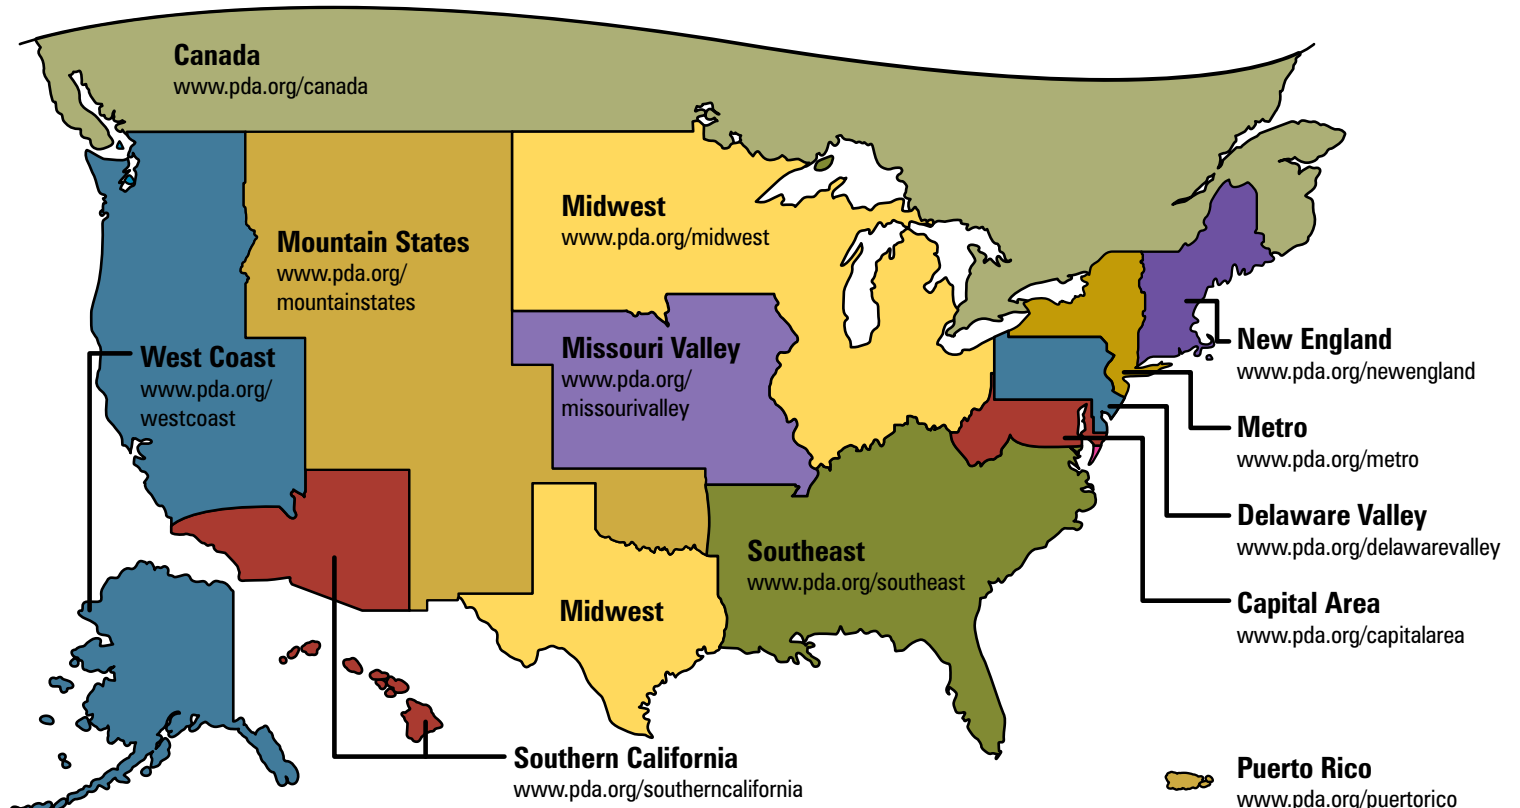 Canada
www.pda.org/canada
Midwest
www.pda.org/midwest
Mountain States
www.pda.org/
mountainstates
West Coast
www.pda.org/
westcoast
Missouri Valley
www.pda.org/
missourivalley
New England
www.pda.org/newengland
Metro
www.pda.org/metro
Delaware Valley
www.pda.org/delawarevalley
Southeast
www.pda.org/southeast
Midwest
Capital Area
www.pda.org/capitalarea
Southern California
www.pda.org/southerncalifornia
Puerto Rico
www.pda.org/puertorico